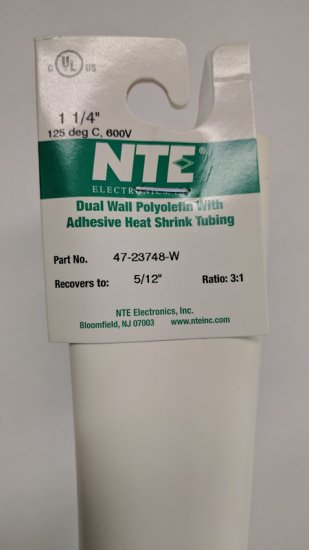 C UL US
1 1/4"
125 deg C, 600V
NTE
ELECTRONICS, I
Dual Wall Polyolefin With
Adhesive Heat Shrink Tubing
Part No. 47-23748-W
Recovers to: 5/12" Ratio: 3:1
NTE Electronics, Inc.
Bloomfield, NJ 07003 www.nteinc.com